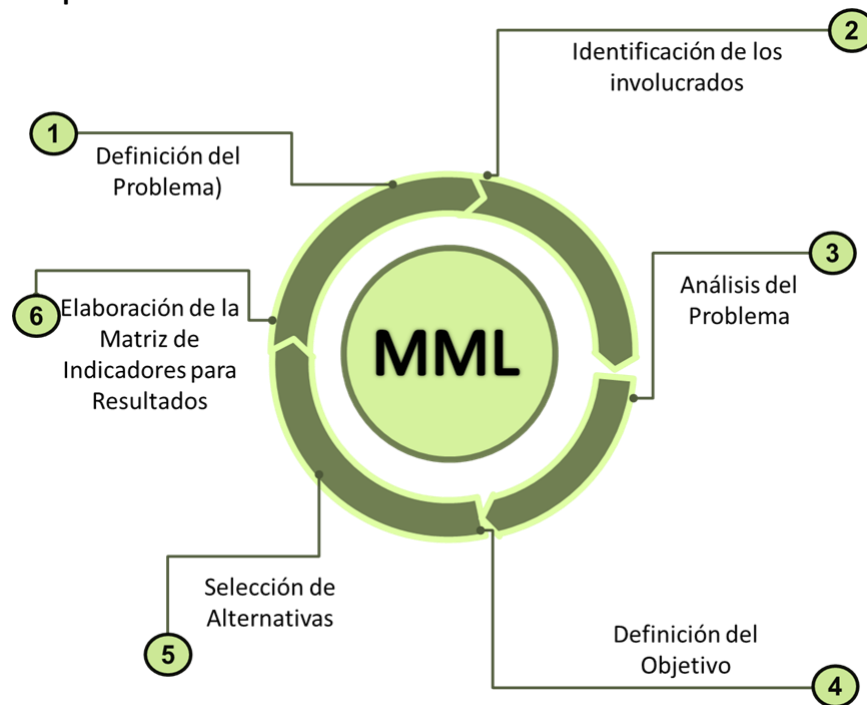 1
Definición del
Problema)
2
Identificación de los
involucrados
3
Análisis del
Problema
4
Definición del
Objetivo
5
Selección de
Alternativas
6
Elaboración de la
Matriz de
Indicadores para
Resultados
MML